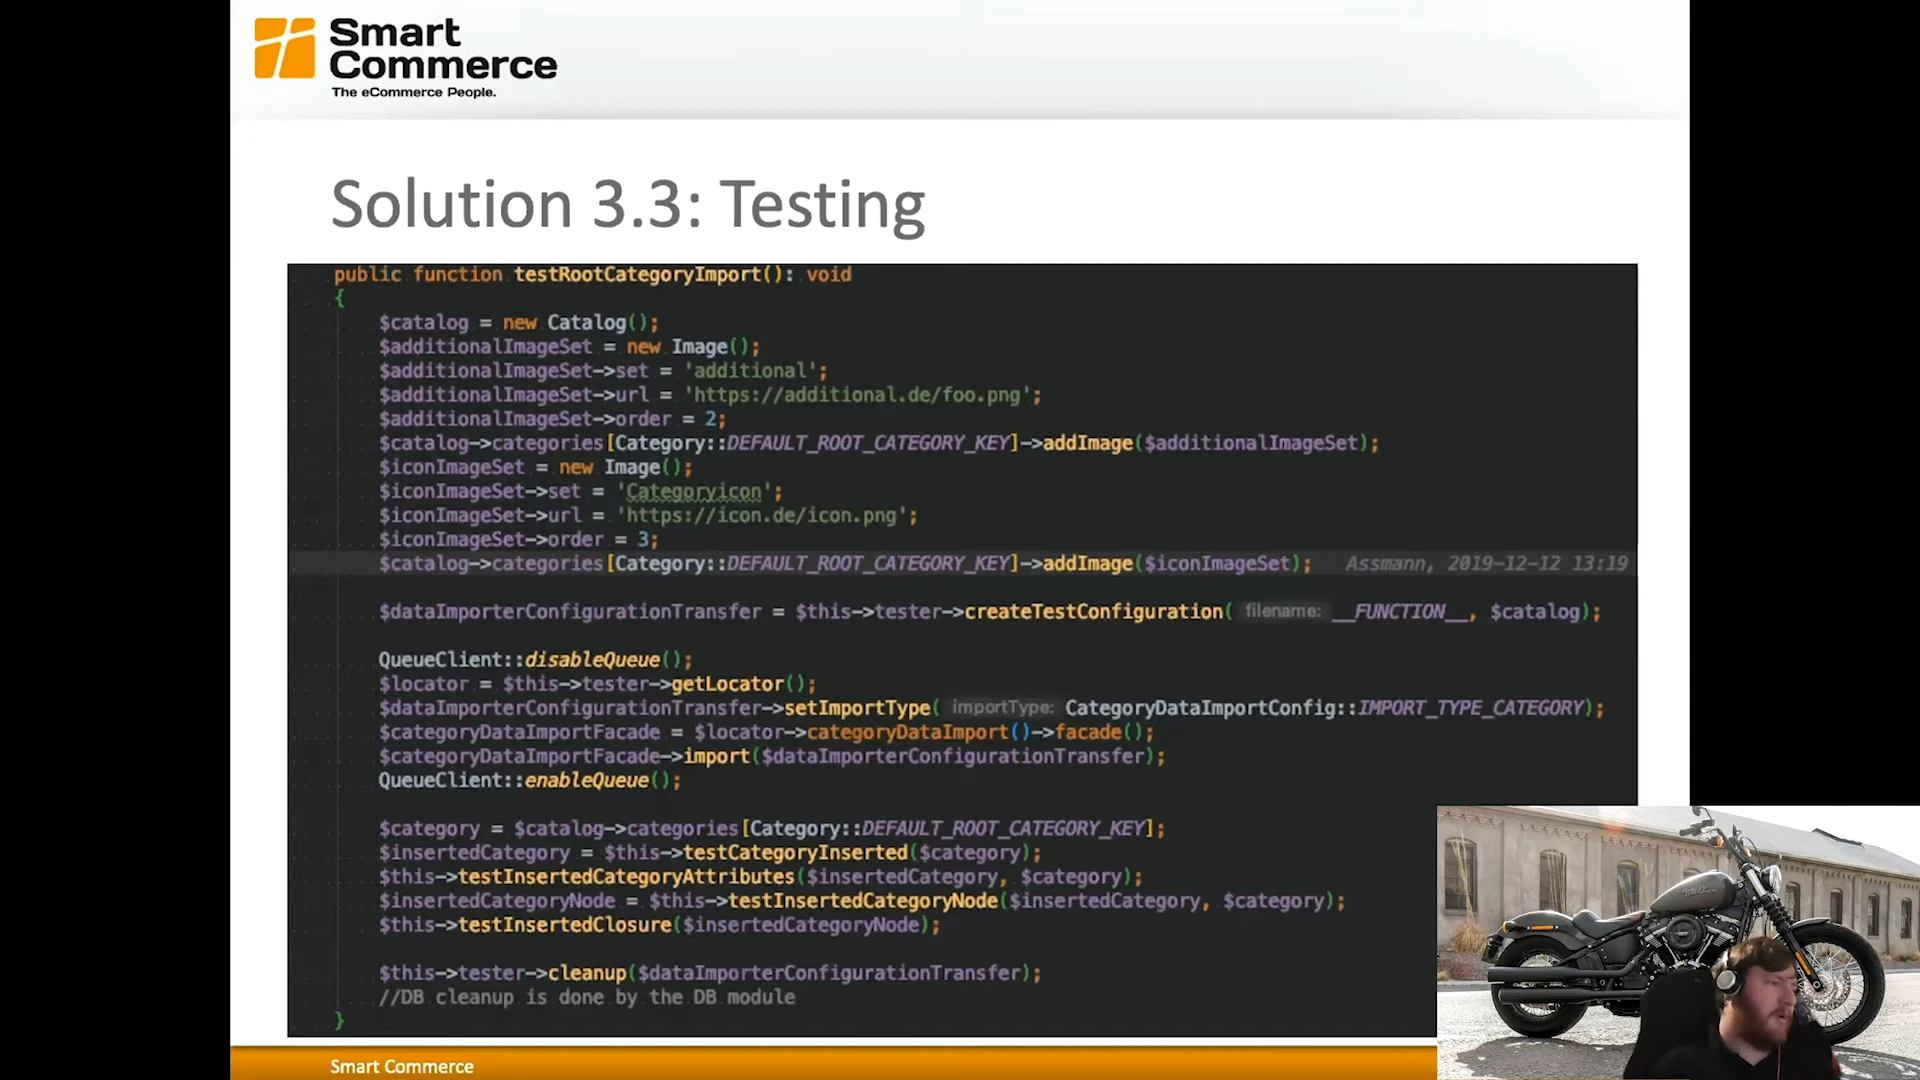 Smart
Commerce
The eCommerce People.
Solution 3.3: Testing
public function testRootCategoryImport(): void
{
$catalog = new Catalog();
$additionalImageSet = new Image();
$additionalImageSet->set = 'additional';
$additionalImageSet->url = 'https://additional.de/foo.png';
$additionalImageSet->order = 2;
$catalog->categories[Category::DEFAULT_ROOT_CATEGORY_KEY]->addImage($additionalImageSet);
$iconImageSet = new Image();
$iconImageSet->set = 'Categoryicon';
$iconImageSet->url = 'https://icon.de/icon.png';
$iconImageSet->order = 3;
$catalog->categories[Category::DEFAULT_ROOT_CATEGORY_KEY]->addImage($iconImageSet); Assmann, 2019-12-12 13:19
$dataImporterConfigurationTransfer = $this->tester->createTestConfiguration( filename: __FUNCTION__, $catalog);
QueueClient::disableQueue();
$locator = $this->tester->getLocator();
$dataImporterConfigurationTransfer->setImportType( importType: CategoryDataImportConfig::IMPORT_TYPE_CATEGORY);
$categoryDataImportFacade = $locator->categoryDataImport()->facade();
$categoryDataImportFacade->import($dataImporterConfigurationTransfer);
QueueClient::enableQueue();
$category = $catalog->categories[Category::DEFAULT_ROOT_CATEGORY_KEY];
$insertedCategory = $this->testCategoryInserted($category);
$this->testInsertedCategoryAttributes($insertedCategory, $category);
$insertedCategoryNode = $this->testInsertedCategoryNode($insertedCategory, $category);
$this->testInsertedClosure($insertedCategoryNode);
$this->tester->cleanup($dataImporterConfigurationTransfer);
//DB cleanup is done by the DB module
}
Smart Commerce